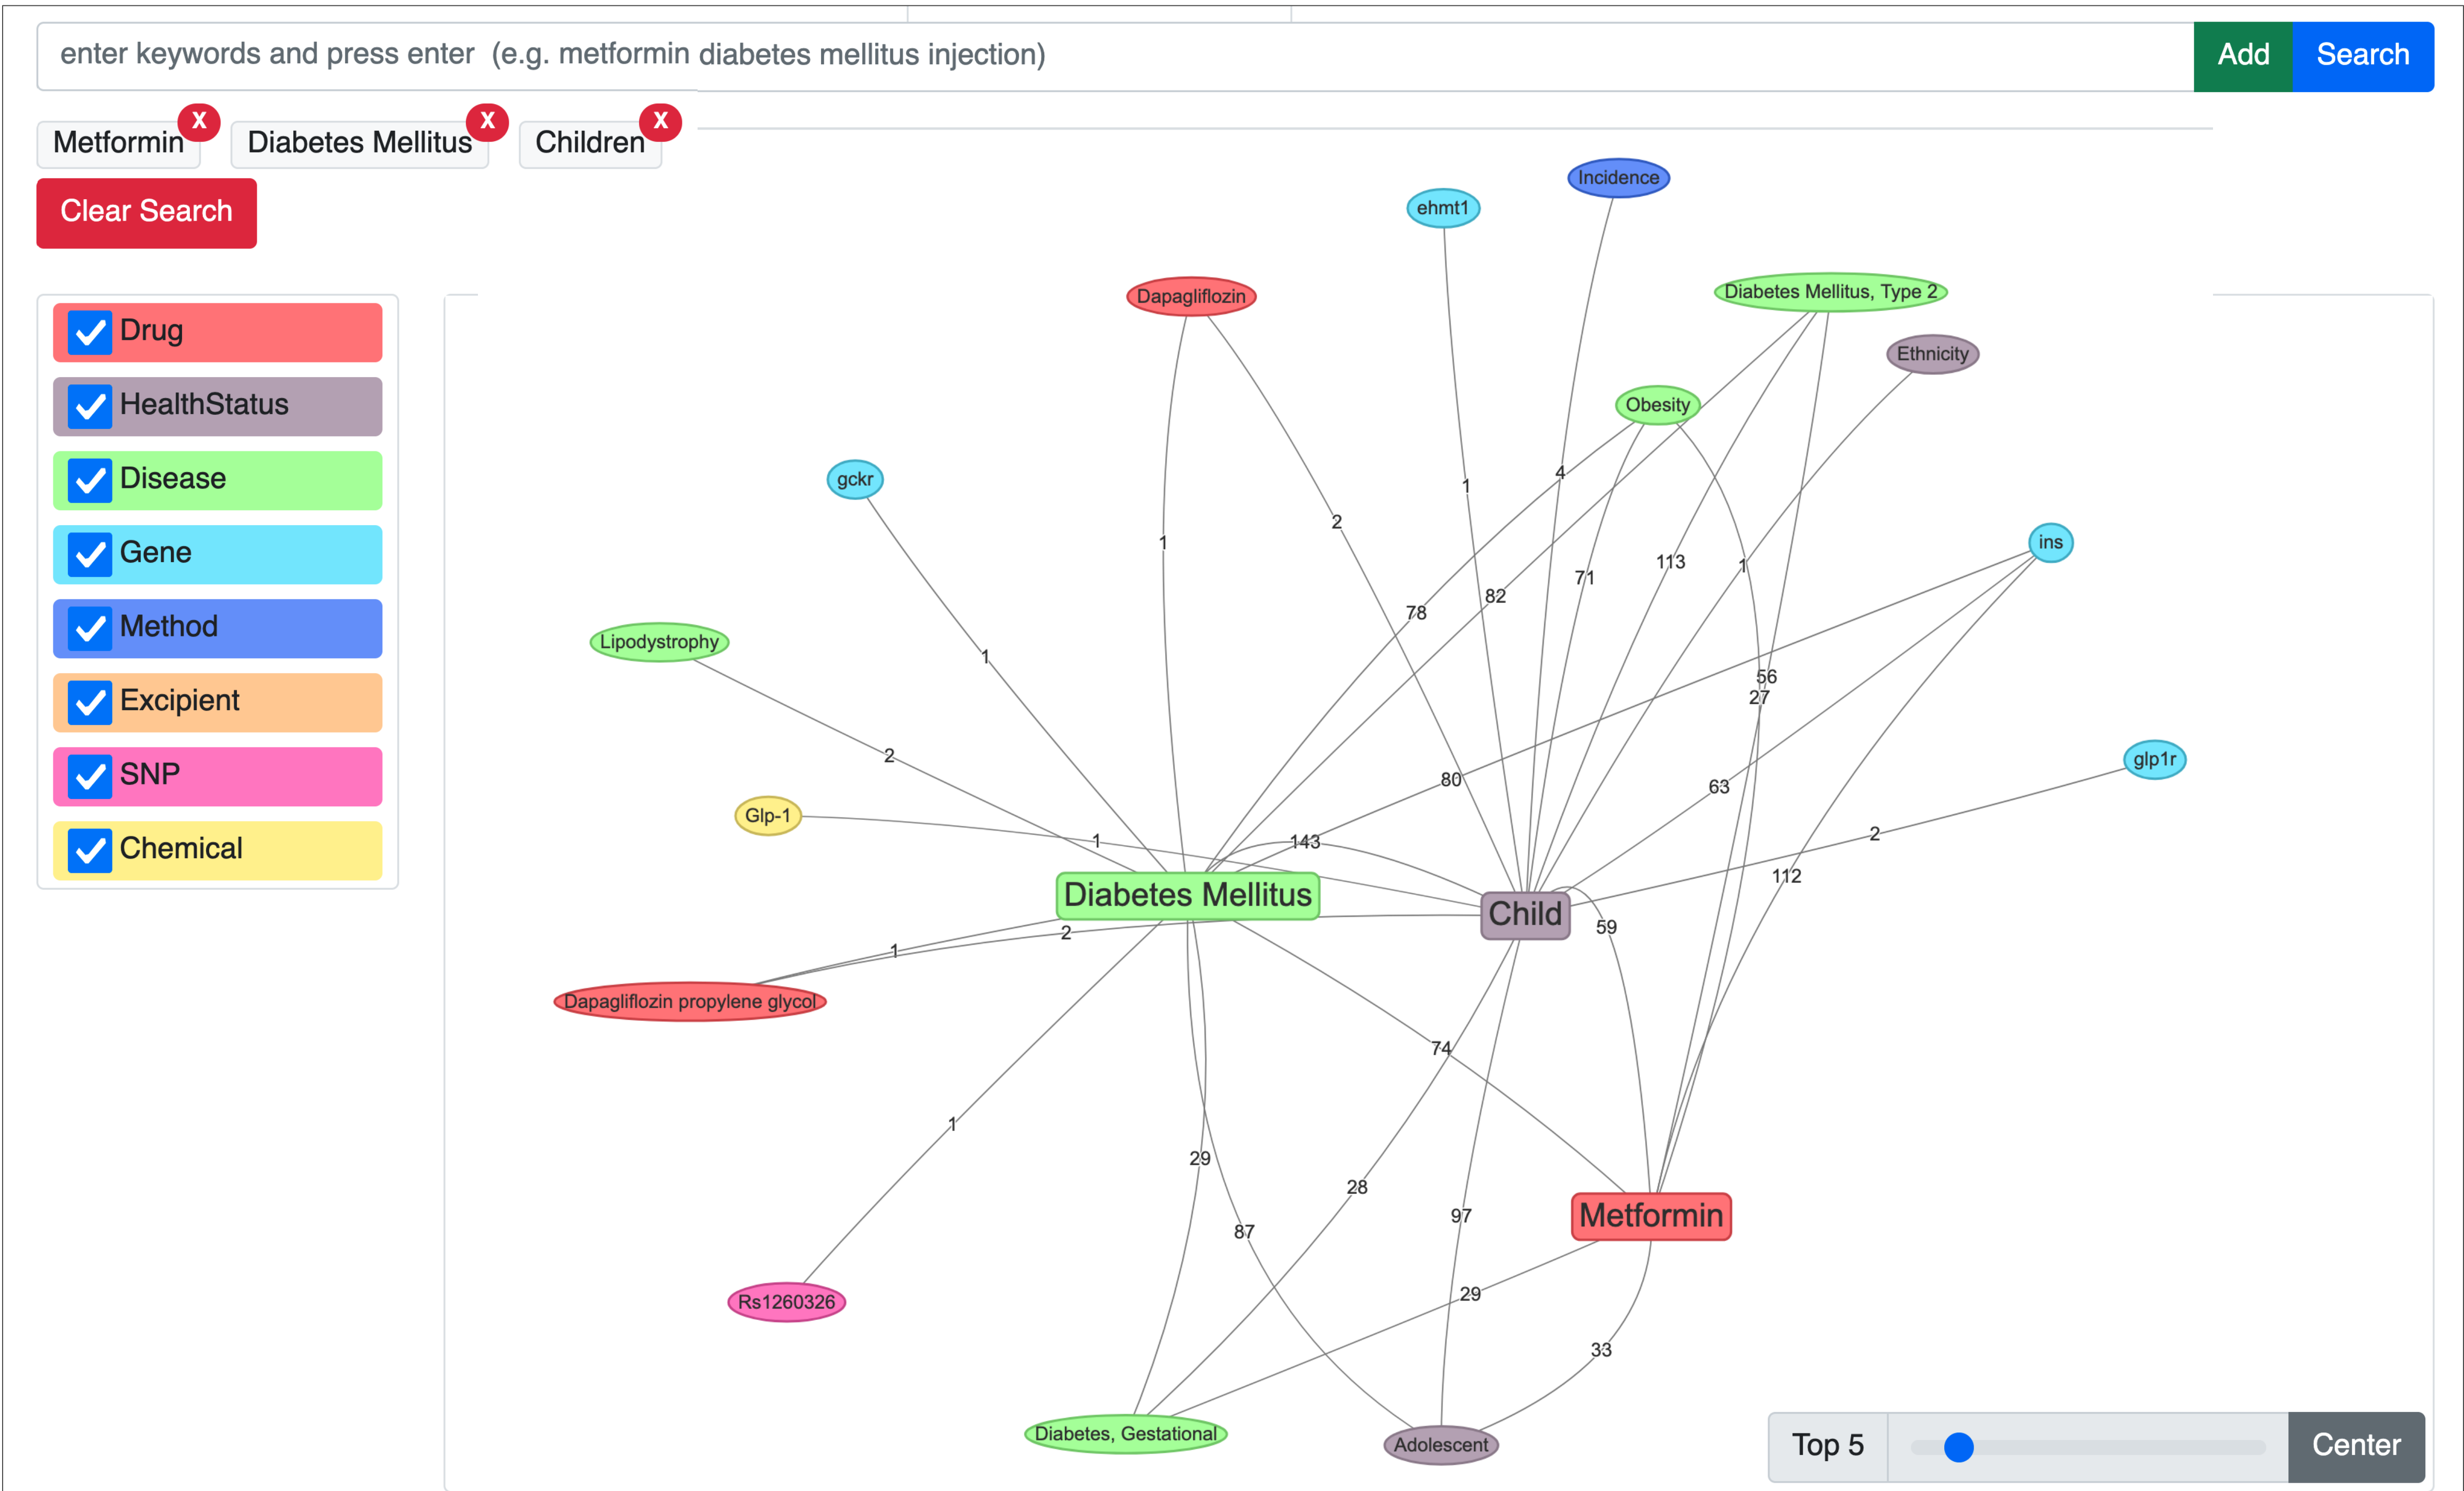 enter keywords and press enter (e.g. metformin diabetes mellitus injection)
Add
Search
Metformin X
Diabetes Mellitus X
Children X
Clear Search
Drug
HealthStatus
Disease
Gene
Method
Excipient
SNP
Chemical
Incidence
ehmt1
Dapagliflozin
Diabetes Mellitus, Type 2
Ethnicity
Obesity
gckr
4
1
2
ins
1
113
1
71
82
78
Lipodystrophy
1
56
27
2
80
glp1r
63
Glp-1
2
1
143
112
Diabetes Mellitus
Child
59
2
1
Dapagliflozin propylene glycol
74
1
29
28
Metformin
97
87
29
Rs1260326
33
Diabetes, Gestational
Adolescent
Top 5
Center